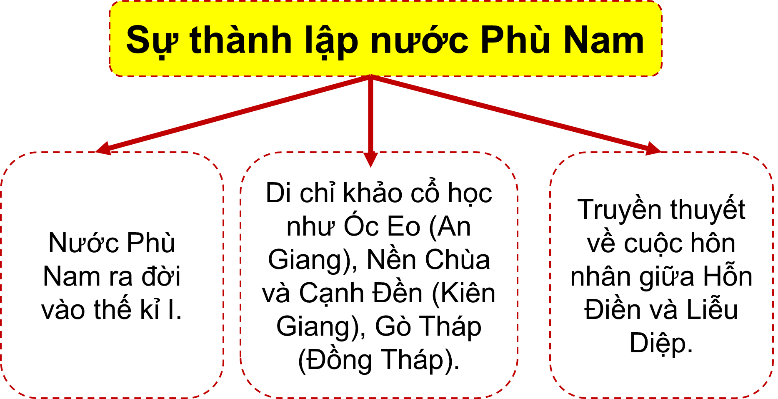 Sự thành lập nước Phù Nam
Nước Phù
Nam ra đời
vào thế kỉ I.
Di chỉ khảo cổ học
như Óc Eo (An
Giang), Nền Chùa
và Cạnh Đền (Kiên
Giang), Gò Tháp
(Đồng Tháp).
Truyền thuyết
về cuộc hôn
nhân giữa Hỗn
Điền và Liễu
Diệp.